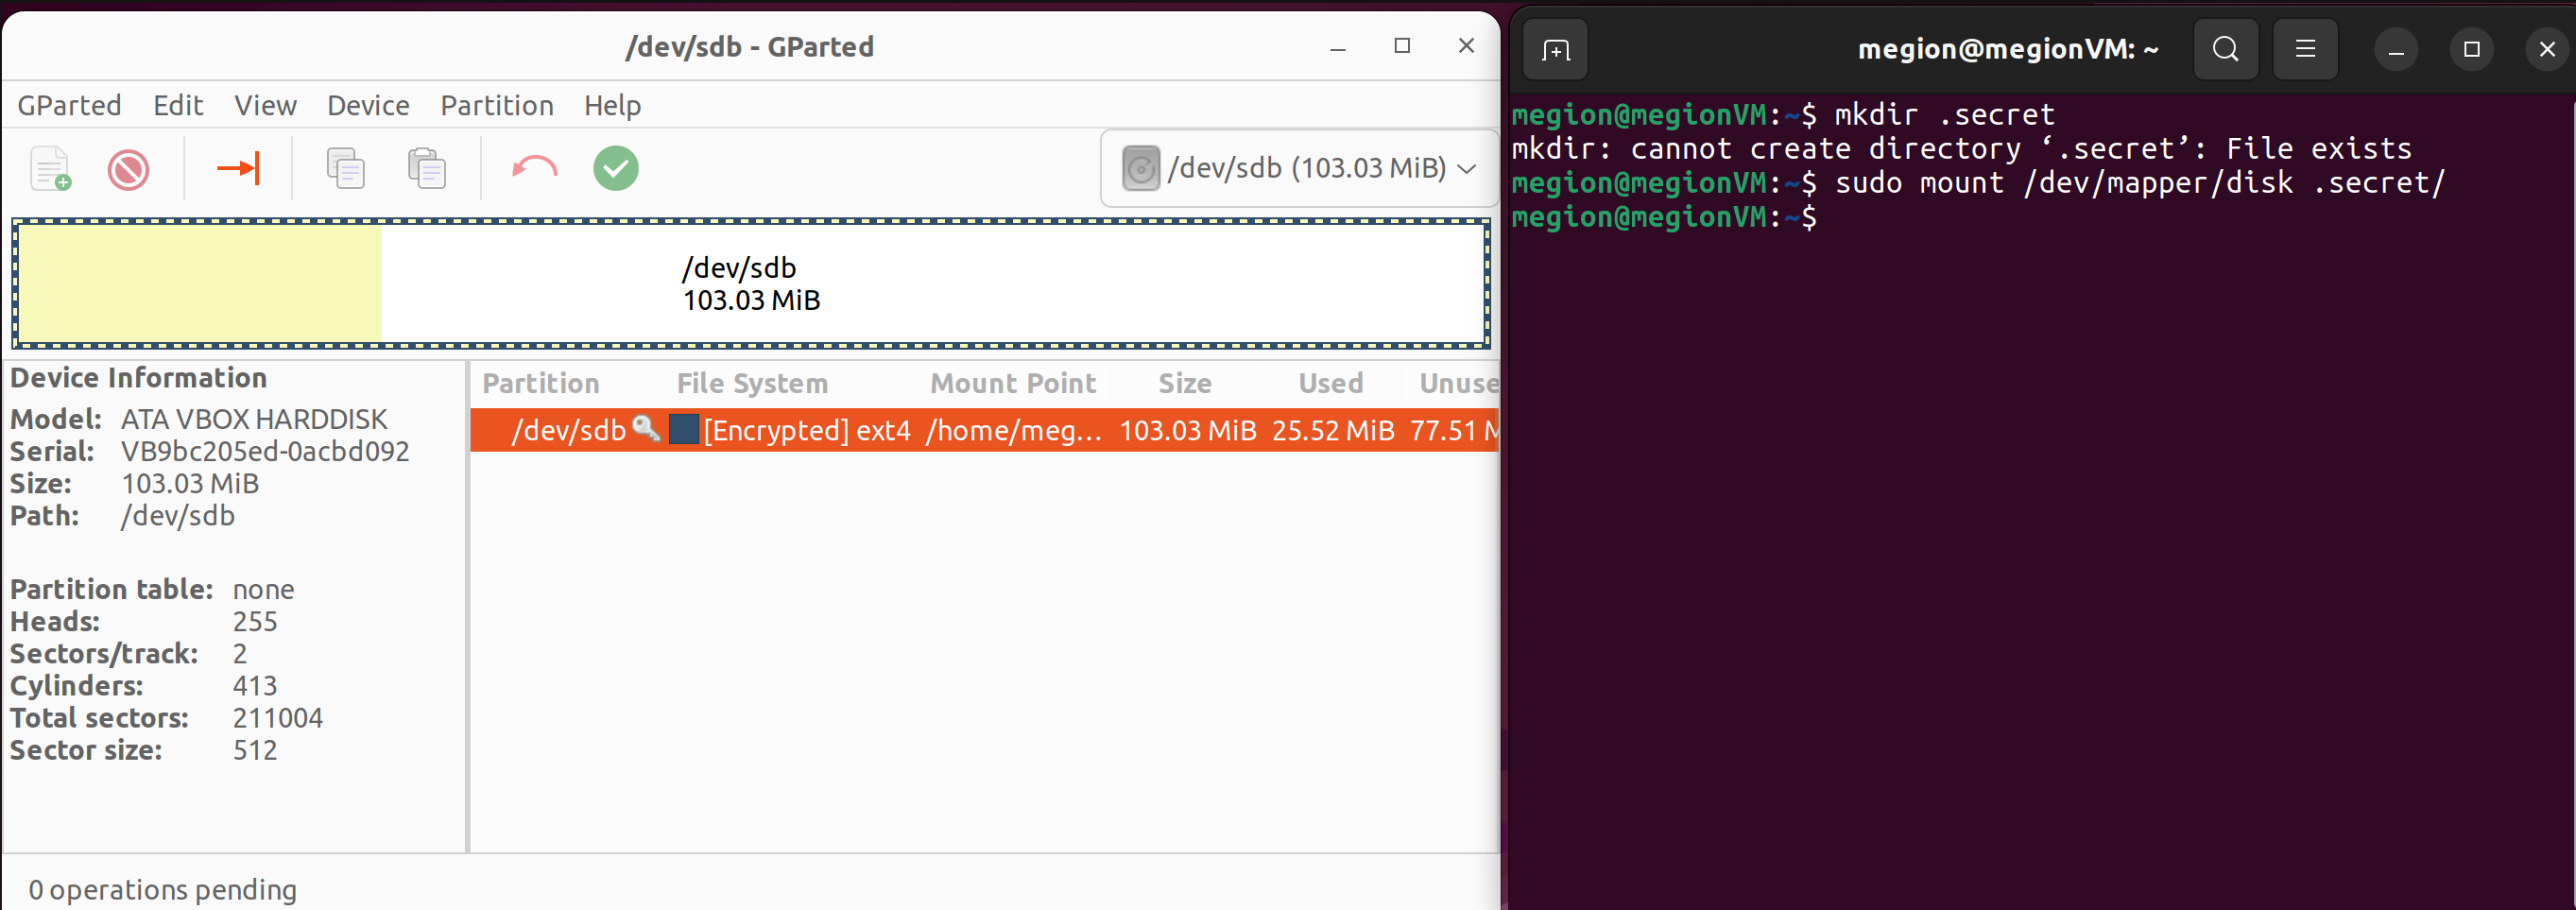 /dev/sdb - GParted
GParted Edit View Device Partition Help
/dev/sdb (103.03 MiB)
/dev/sdb
103.03 MiB
Device Information
Model: ATA VBOX HARDDISK
Serial: VB9bc205ed-0acbd092
Size: 103.03 MiB
Path: /dev/sdb
Partition table: none
Heads: 255
Sectors/track: 2
Cylinders: 413
Total sectors: 211004
Sector size: 512
Partition File System Mount Point Size Used Unuse
/dev/sdb [Encrypted] ext4 /home/meg... 103.03 MiB 25.52 MiB 77.51 M
0 operations pending
megion@megionVM: ~
megion@megionVM:~$ mkdir .secret
mkdir: cannot create directory ‘.secret’: File exists
megion@megionVM:~$ sudo mount /dev/mapper/disk .secret/
megion@megionVM:~$